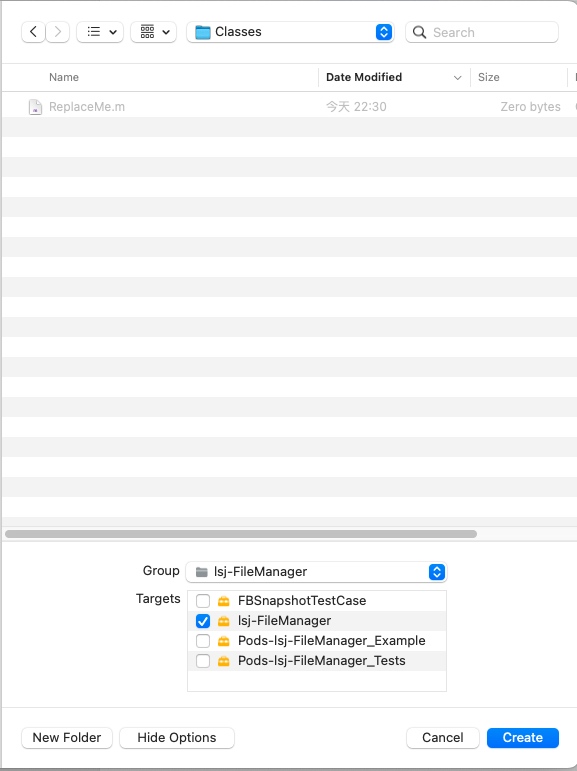 Classes
Search
Name Date Modified Size
ReplaceMe.m 今天 22:30 Zero bytes
Group lsj-FileManager
Targets FBSnapshotTestCase
lsj-FileManager
Pods-lsj-FileManager_Example
Pods-lsj-FileManager_Tests
New Folder Hide Options Cancel Create